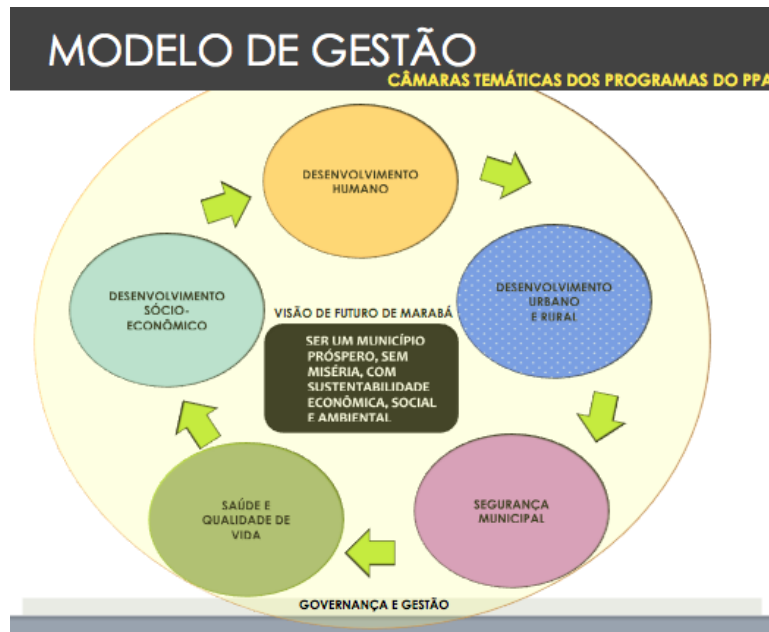 MODELO DE GESTÃO
CÂMARAS TEMÁTICAS DOS PROGRAMAS DO PPA
DESENVOLVIMENTO
HUMANO
DESENVOLVIMENTO
SÓCIO-
ECONÔMICO
DESENVOLVIMENTO
URBANO
E RURAL
VISÃO DE FUTURO DE MARABÁ
SER UM MUNICÍPIO
PRÓSPERO, SEM
MISÉRIA, COM
SUSTENTABILIDADE
ECONÔMICA, SOCIAL
E AMBIENTAL
SAÚDE E
QUALIDADE DE
VIDA
SEGURANÇA
MUNICIPAL
GOVERNANÇA E GESTÃO